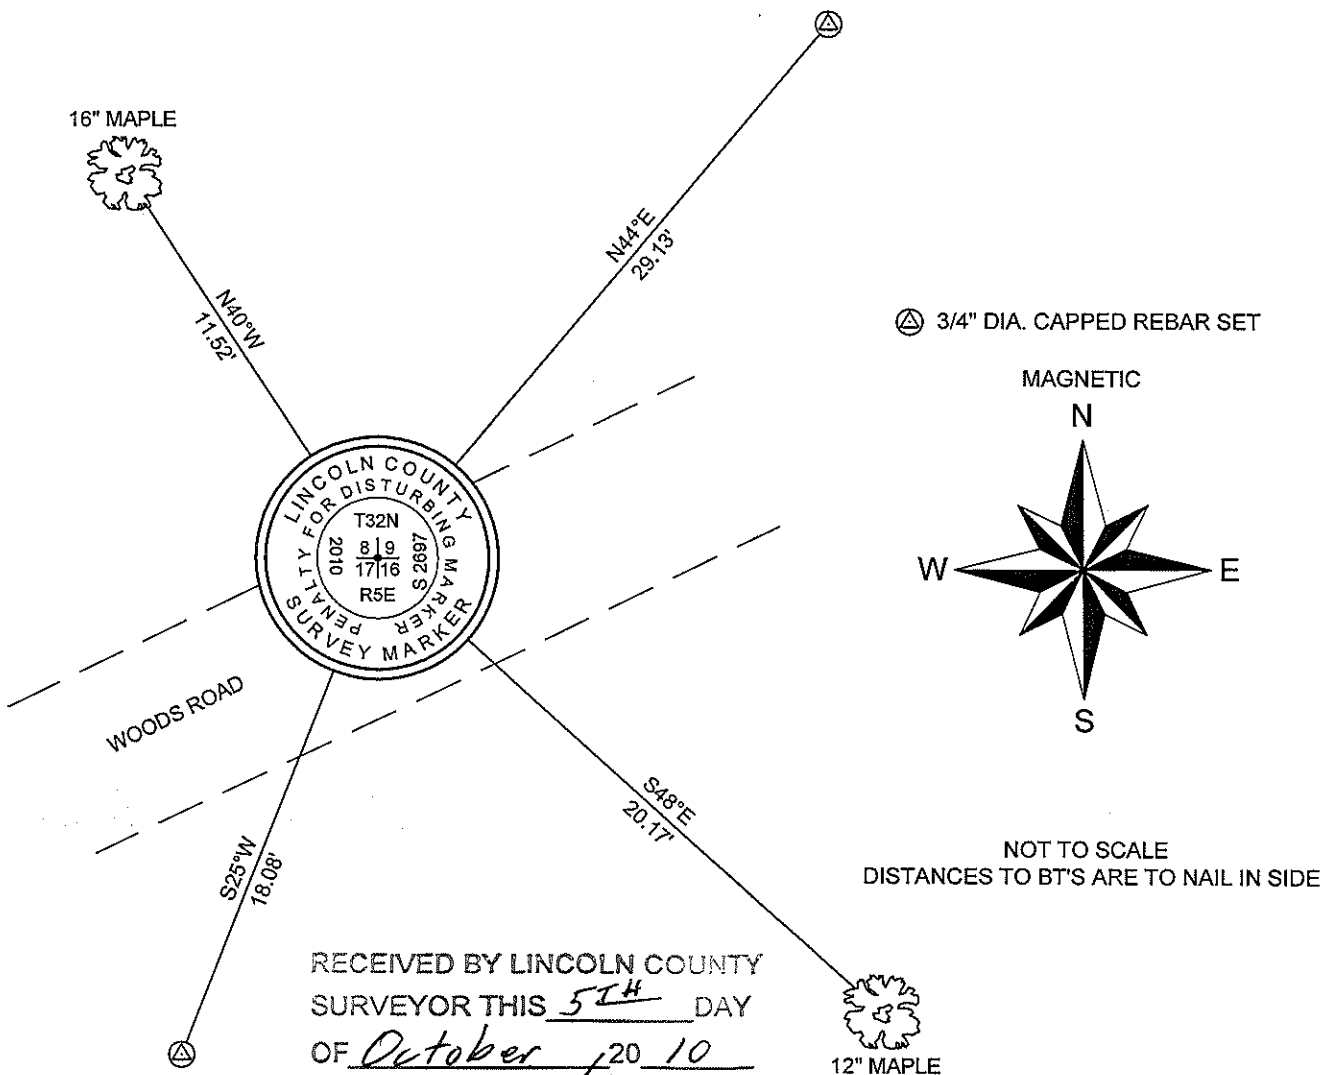 16" MAPLE
N40°W
11.52'
N44°E
29.13'
3/4" DIA. CAPPED REBAR SET
MAGNETIC
N
W
E
S
LINCOLN COUNTY
SURVEY MARKER
PENALTY FOR DISTURBING MARKER
2010
T32N
8 9
17 16
R5E
S 2697
WOODS ROAD
S25°W
18.08'
S48°E
20.17'
NOT TO SCALE
DISTANCES TO BT'S ARE TO NAIL IN SIDE
RECEIVED BY LINCOLN COUNTY
SURVEYOR THIS 5TH DAY
OF October, 20 10
12" MAPLE